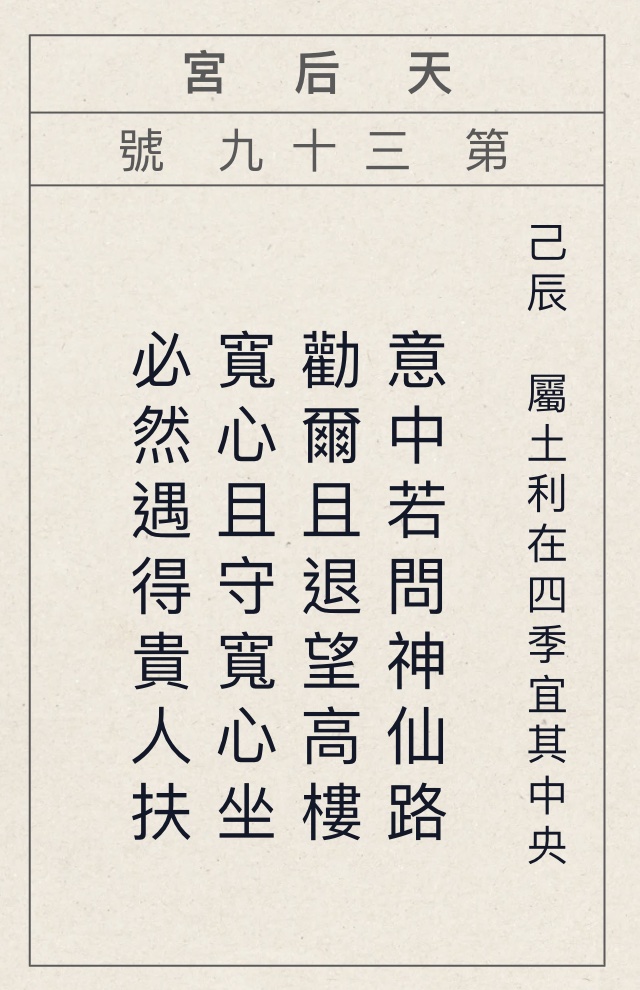 天后宮
第三十九號
己辰　屬土利在四季宜其中央
意中若問神仙路
勸爾且退望高樓
寬心且守寬心坐
必然遇得貴人扶